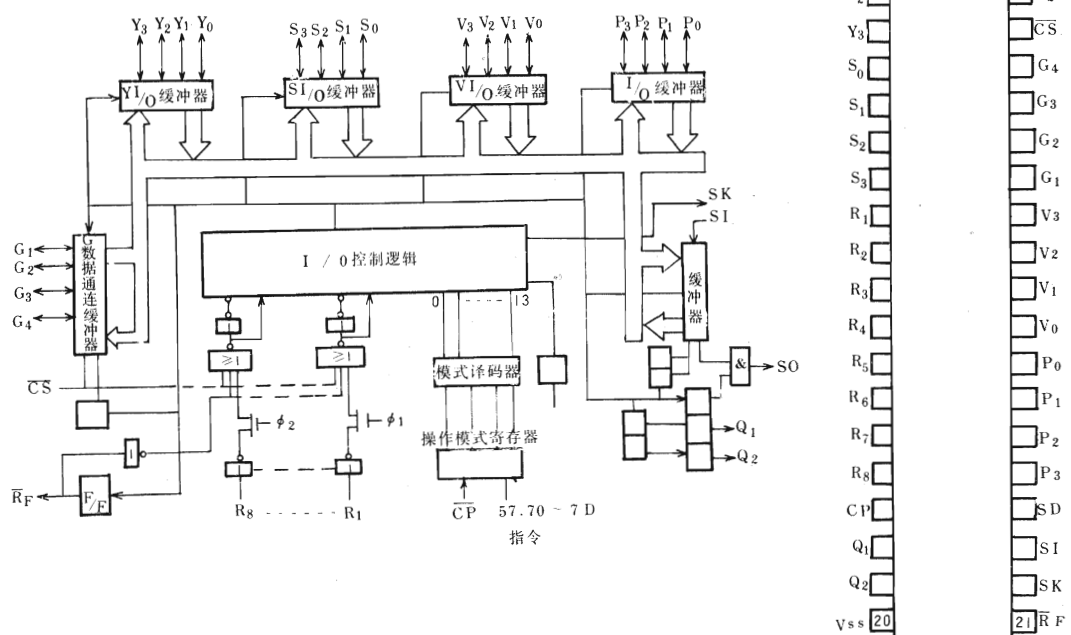 Y₃ Y₂ Y₁ Y₀
S₃ S₂ S₁ S₀
V₃ V₂ V₁ V₀
P₃ P₂ P₁ P₀
YI/O缓冲器
SI/O缓冲器
VI/O缓冲器
I/O缓冲器
SK
SI
G₁
G₂
G₃
G₄
G数据通连缓冲器
I/O控制逻辑
0 13
缓冲器
≥1
≥1
模式译码器
&
SO
C̅S̅
ϕ₂
ϕ₁
操作模式寄存器
Q₁
Q₂
1
R̅F
F/F
R₈ R₁
C̅P̅ 57.70~7D
指令
Y₃
S₀
S₁
S₂
S₃
R₁
R₂
R₃
R₄
R₅
R₆
R₇
R₈
CP
Q₁
Q₂
Vss 20
C̅S̅
G₄
G₃
G₂
G₁
V₃
V₂
V₁
V₀
P₀
P₁
P₂
P₃
SD
SI
SK
21 R̅F